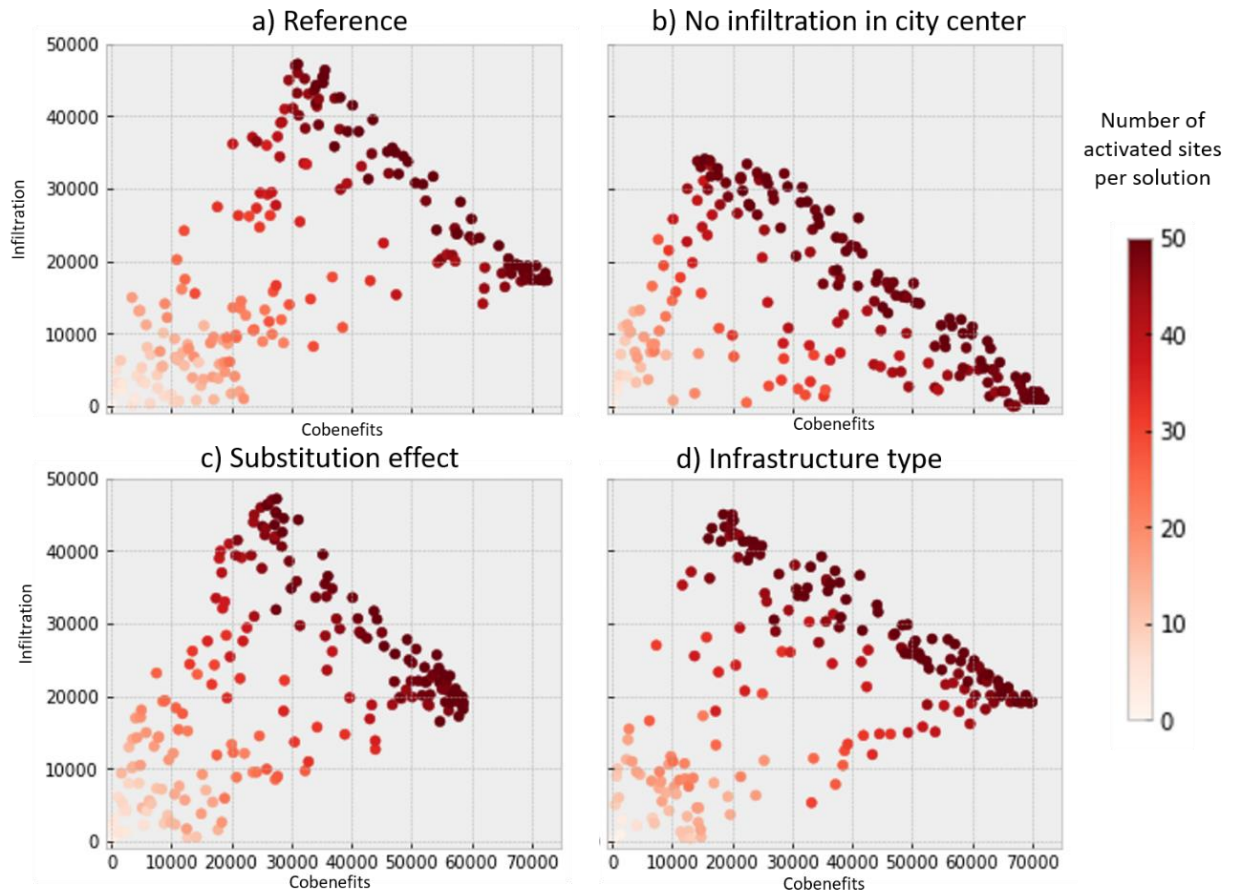 a) Reference
b) No infiltration in city center
50000
40000
30000
20000
10000
0
Infiltration
Cobenefits
Cobenefits
Number of
activated sites
per solution
50
40
30
20
10
0
c) Substitution effect
d) Infrastructure type
50000
40000
30000
20000
10000
0
Infiltration
0 10000 20000 30000 40000 50000 60000 70000
0 10000 20000 30000 40000 50000 60000 70000
Cobenefits
Cobenefits